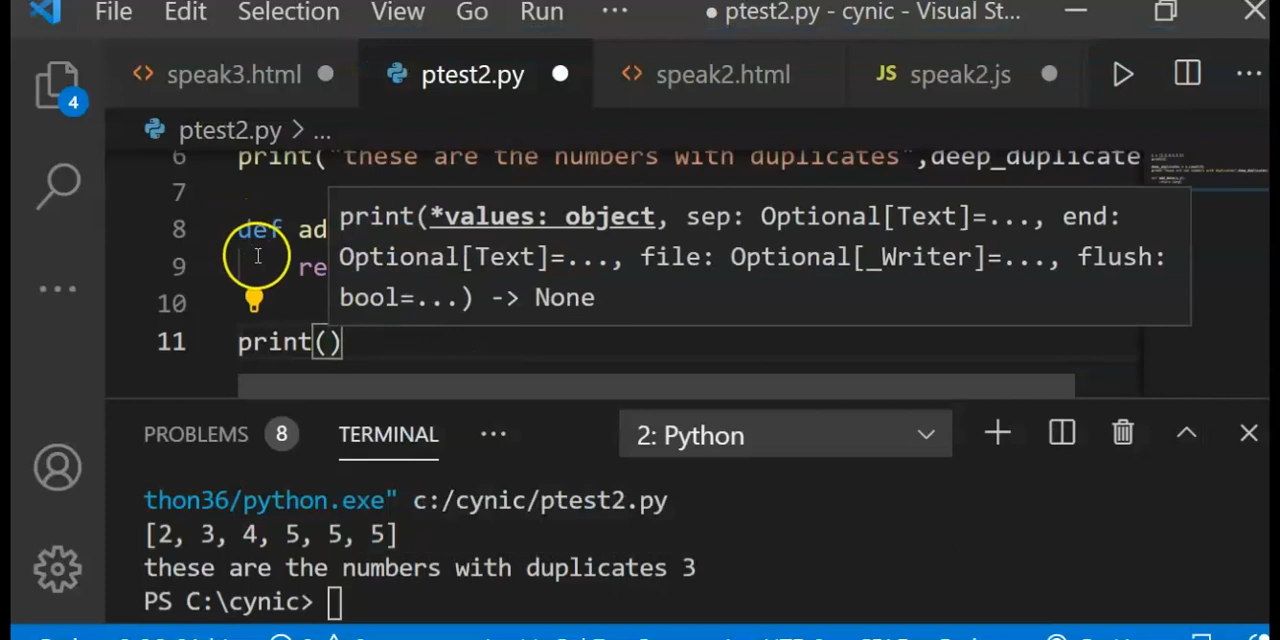 File Edit Selection View Go Run ··· ● ptest2.py - cynic - Visual St...
speak3.html ptest2.py speak2.html JS speak2.js ···
4
ptest2.py > ...
6 print("these are the numbers with duplicates",deep_duplicate
7
8 def ad
9 re
10
11 print()
print(*values: object, sep: Optional[Text]=..., end:
Optional[Text]=..., file: Optional[_Writer]=..., flush:
bool=...) -> None
PROBLEMS 8 TERMINAL ··· 2: Python
thon36/python.exe" c:/cynic/ptest2.py
[2, 3, 4, 5, 5, 5]
these are the numbers with duplicates 3
PS C:\cynic>